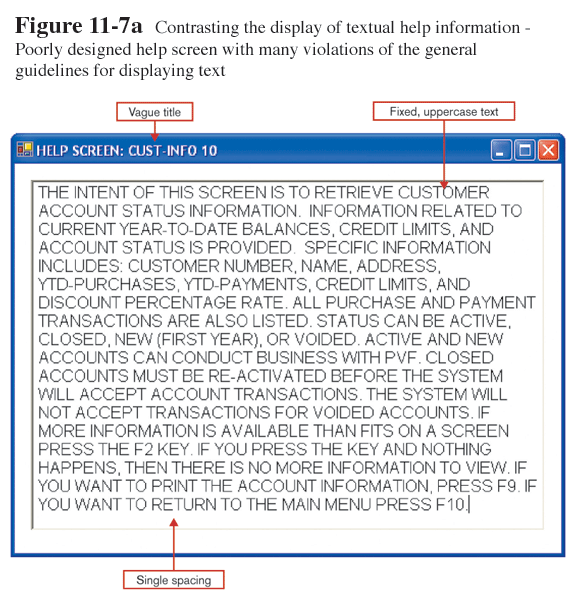 Figure 11-7a Contrasting the display of textual help information -
Poorly designed help screen with many violations of the general
guidelines for displaying text
Vague title
Fixed, uppercase text
HELP SCREEN: CUST-INFO 10
THE INTENT OF THIS SCREEN IS TO RETRIEVE CUSTOMER
ACCOUNT STATUS INFORMATION. INFORMATION RELATED TO
CURRENT YEAR-TO-DATE BALANCES, CREDIT LIMITS, AND
ACCOUNT STATUS IS PROVIDED. SPECIFIC INFORMATION
INCLUDES: CUSTOMER NUMBER, NAME, ADDRESS,
YTD-PURCHASES, YTD-PAYMENTS, CREDIT LIMITS, AND
DISCOUNT PERCENTAGE RATE. ALL PURCHASE AND PAYMENT
TRANSACTIONS ARE ALSO LISTED. STATUS CAN BE ACTIVE,
CLOSED, NEW (FIRST YEAR), OR VOIDED. ACTIVE AND NEW
ACCOUNTS CAN CONDUCT BUSINESS WITH PVF. CLOSED
ACCOUNTS MUST BE RE-ACTIVATED BEFORE THE SYSTEM
WILL ACCEPT ACCOUNT TRANSACTIONS. THE SYSTEM WILL
NOT ACCEPT TRANSACTIONS FOR VOIDED ACCOUNTS. IF
MORE INFORMATION IS AVAILABLE THAN FITS ON A SCREEN
PRESS THE F2 KEY. IF YOU PRESS THE KEY AND NOTHING
HAPPENS, THEN THERE IS NO MORE INFORMATION TO VIEW. IF
YOU WANT TO PRINT THE ACCOUNT INFORMATION, PRESS F9. IF
YOU WANT TO RETURN TO THE MAIN MENU PRESS F10.
Single spacing